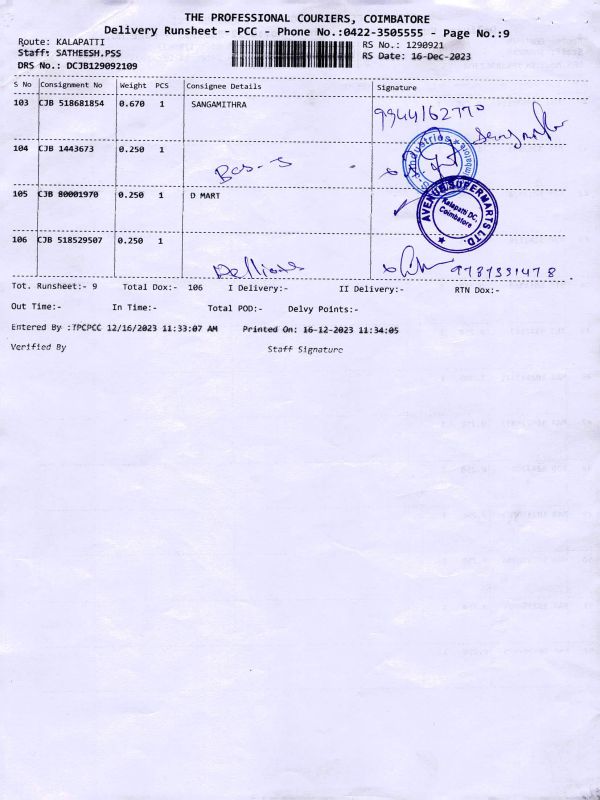 THE PROFESSIONAL COURIERS, COIMBATORE
Delivery Runsheet - PCC - Phone No.:0422-3505555 - Page No.:9
Route: KALAPATTI RS No.: 1290921
Staff: SATHEESH.PSS RS Date: 16-Dec-2023
DRS No.: DCJB129092109
S No Consignment No Weight PCS Consignee Details Signature
103 CJB 518681854 0.670 1 SANGAMITHRA
104 CJB 1443673 0.250 1
Industries
105 CJB 80001970 0.250 1 D MART
AVENUE SUPERMARTS LTD.
Kalapatti DC,
Coimbatore
106 CJB 518529507 0.250 1
Tot. Runsheet:- 9 Total Dox:- 106 I Delivery:- II Delivery:- RTN Dox:-
Out Time:- In Time:- Total POD:- Delvy Points:-
Entered By :TPCPCC 12/16/2023 11:33:07 AM Printed On: 16-12-2023 11:34:05
Verified By Staff Signature